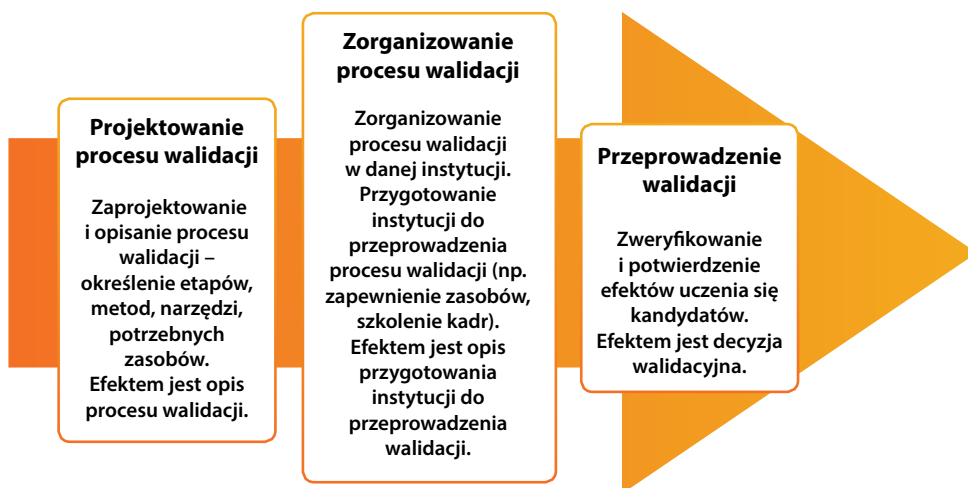 Projektowanie
procesu walidacji
Zaprojektowanie
i opisanie procesu
walidacji –
określenie etapów,
metod, narzędzi,
potrzebnych
zasobów.
Efektem jest opis
procesu walidacji.
Zorganizowanie
procesu walidacji
Zorganizowanie
procesu walidacji
w danej instytucji.
Przygotowanie
instytucji do
przeprowadzenia
procesu walidacji (np.
zapewnienie zasobów,
szkolenie kadr).
Efektem jest opis
przygotowania
instytucji do
przeprowadzenia
walidacji.
Przeprowadzenie
walidacji
Zweryfikowanie
i potwierdzenie
efektów uczenia się
kandydatów.
Efektem jest decyzja
walidacyjna.